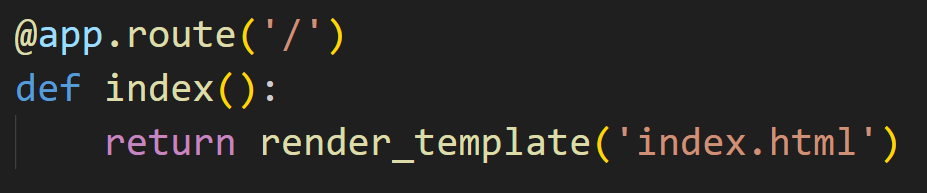 @app.route('/')
def index():
    return render_template('index.html')